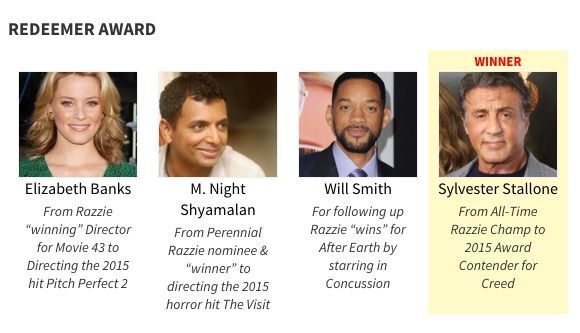 REDEEMER AWARD
Elizabeth Banks
From Razzie
“winning” Director
for Movie 43 to
Directing the 2015
hit Pitch Perfect 2
M. Night
Shyamalan
From Perennial
Razzie nominee &
“winner” to
directing the 2015
horror hit The Visit
Will Smith
For following up
Razzie “wins” for
After Earth by
starring in
Concussion
WINNER
Sylvester Stallone
From All-Time
Razzie Champ to
2015 Award
Contender for
Creed